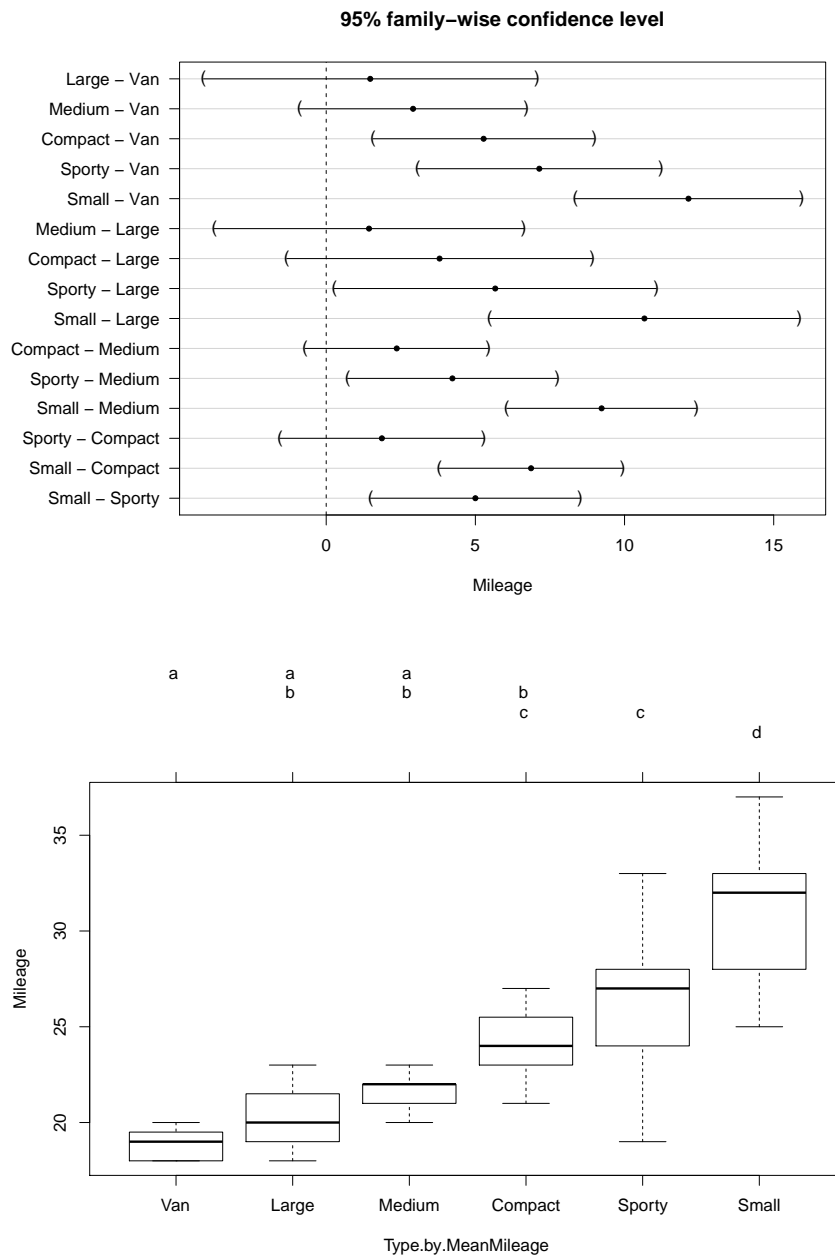 95% family−wise confidence level
Large − Van
Medium − Van
Compact − Van
Sporty − Van
Small − Van
Medium − Large
Compact − Large
Sporty − Large
Small − Large
Compact − Medium
Sporty − Medium
Small − Medium
Sporty − Compact
Small − Compact
Small − Sporty
0 5 10 15
Mileage
a a a
b b b
c c
d
35
30
25
20
Mileage
Van Large Medium Compact Sporty Small
Type.by.MeanMileage